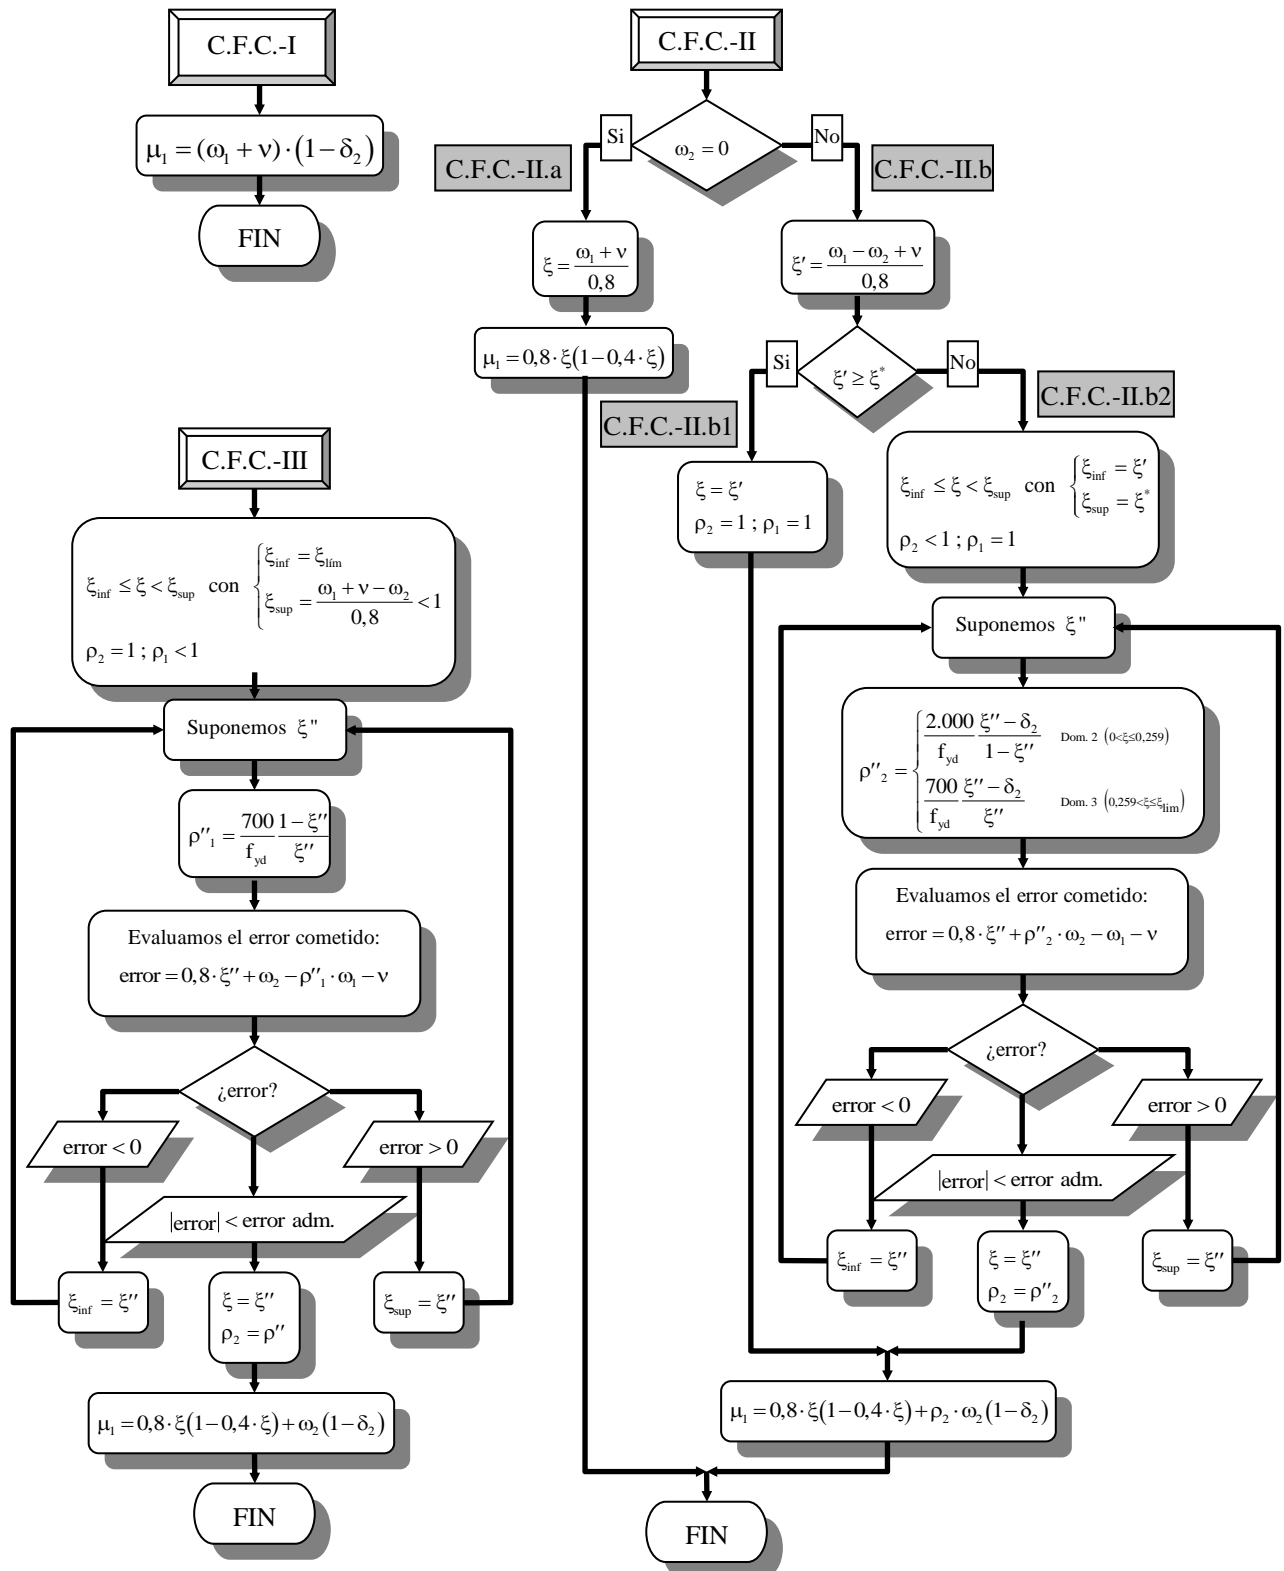 C.F.C.-I
μ₁ = (ω₁ + ν) · (1 − δ₂)
FIN
C.F.C.-II
ω₂ = 0
Si
No
C.F.C.-II.a
C.F.C.-II.b
ξ = (ω₁ + ν) / 0,8
μ₁ = 0,8 · ξ(1 − 0,4 · ξ)
ξ′ = (ω₁ − ω₂ + ν) / 0,8
ξ′ ≥ ξ*
Si
No
C.F.C.-II.b1
C.F.C.-II.b2
ξ = ξ′
ρ₂ = 1 ; ρ₁ = 1
ξinf ≤ ξ < ξsup con { ξinf = ξ′
ξsup = ξ*
ρ₂ < 1 ; ρ₁ = 1
Suponemos ξ"
ρ″₂ = { 2.000/fyd (ξ″ − δ₂)/(1 − ξ″) Dom. 2 (0<ξ≤0,259)
700/fyd (ξ″ − δ₂)/ξ″ Dom. 3 (0,259<ξ≤ξlim)
Evaluamos el error cometido:
error = 0,8 · ξ″ + ρ″₂ · ω₂ − ω₁ − ν
¿error?
error < 0
error > 0
|error| < error adm.
ξinf = ξ″
ξ = ξ″
ρ₂ = ρ″₂
ξsup = ξ″
μ₁ = 0,8 · ξ(1 − 0,4 · ξ) + ρ₂ · ω₂(1 − δ₂)
FIN
C.F.C.-III
ξinf ≤ ξ < ξsup con { ξinf = ξlím
ξsup = (ω₁ + ν − ω₂) / 0,8 < 1
ρ₂ = 1 ; ρ₁ < 1
Suponemos ξ"
ρ″₁ = 700/fyd (1 − ξ″)/ξ″
Evaluamos el error cometido:
error = 0,8 · ξ″ + ω₂ − ρ″₁ · ω₁ − ν
¿error?
error < 0
error > 0
|error| < error adm.
ξinf = ξ″
ξ = ξ″
ρ₂ = ρ″
ξsup = ξ″
μ₁ = 0,8 · ξ(1 − 0,4 · ξ) + ω₂(1 − δ₂)
FIN